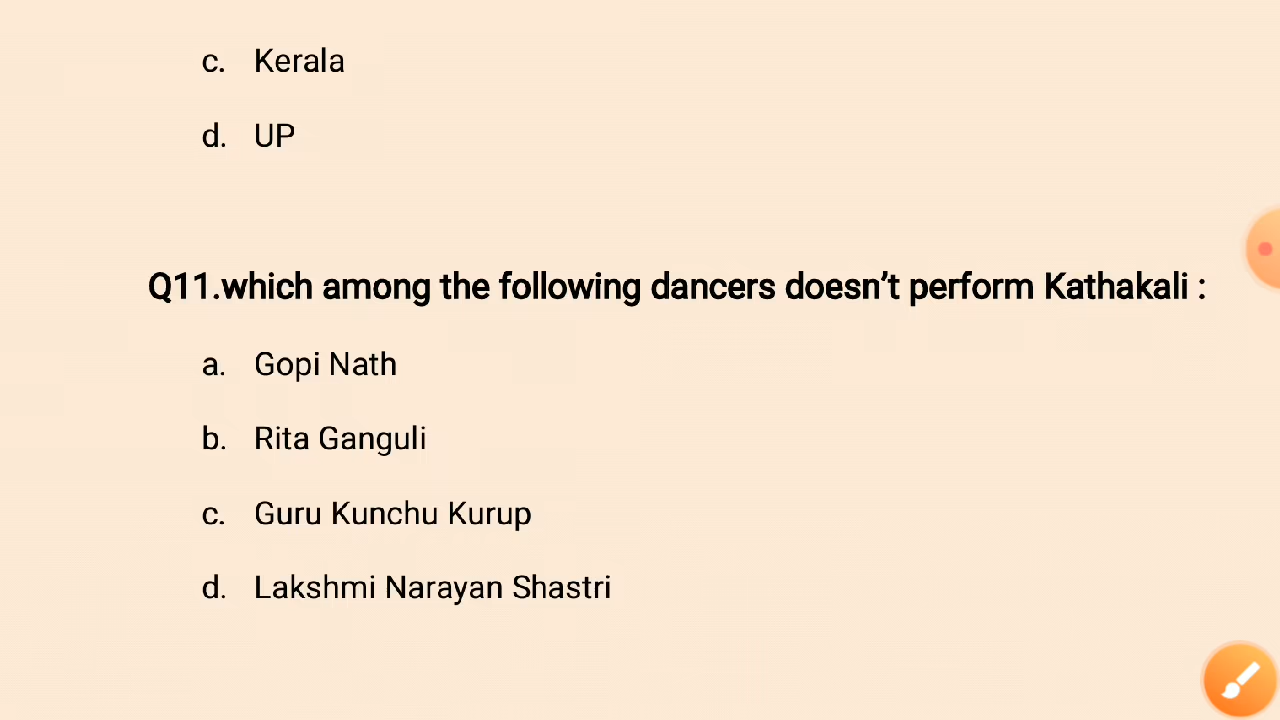 c. Kerala
d. UP
Q11.which among the following dancers doesn’t perform Kathakali :
a. Gopi Nath
b. Rita Ganguli
c. Guru Kunchu Kurup
d. Lakshmi Narayan Shastri